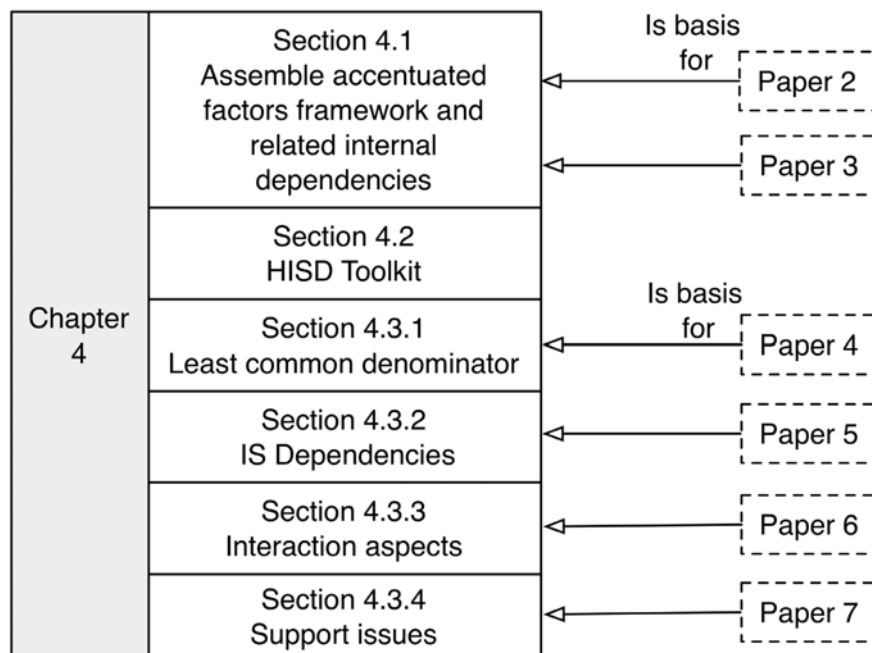 Chapter
4
Section 4.1
Assemble accentuated
factors framework and
related internal
dependencies
Is basis
for
Paper 2
Paper 3
Section 4.2
HISD Toolkit
Section 4.3.1
Least common denominator
Is basis
for
Paper 4
Section 4.3.2
IS Dependencies
Paper 5
Section 4.3.3
Interaction aspects
Paper 6
Section 4.3.4
Support issues
Paper 7